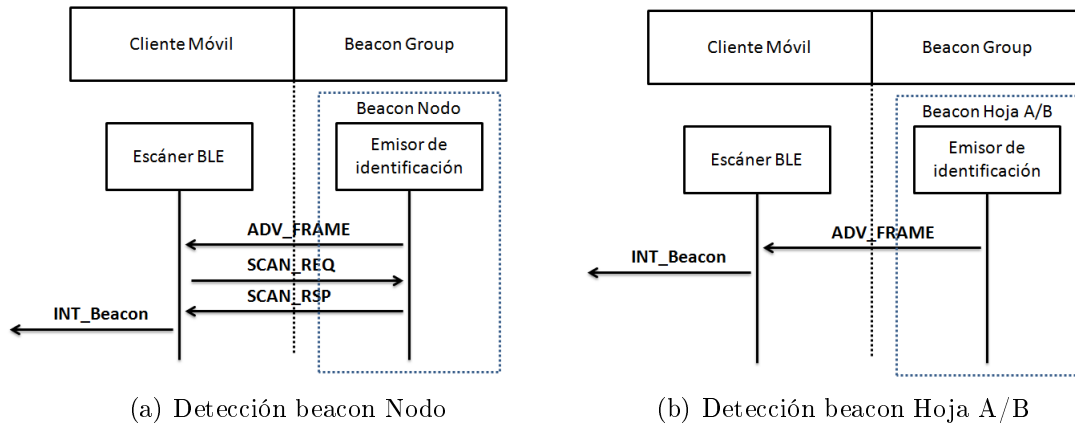 Cliente Móvil
Beacon Group
Beacon Nodo
Escáner BLE
Emisor de
identificación
ADV_FRAME
SCAN_REQ
SCAN_RSP
INT_Beacon
(a) Detección beacon Nodo
Cliente Móvil
Beacon Group
Beacon Hoja A/B
Escáner BLE
Emisor de
identificación
ADV_FRAME
INT_Beacon
(b) Detección beacon Hoja A/B